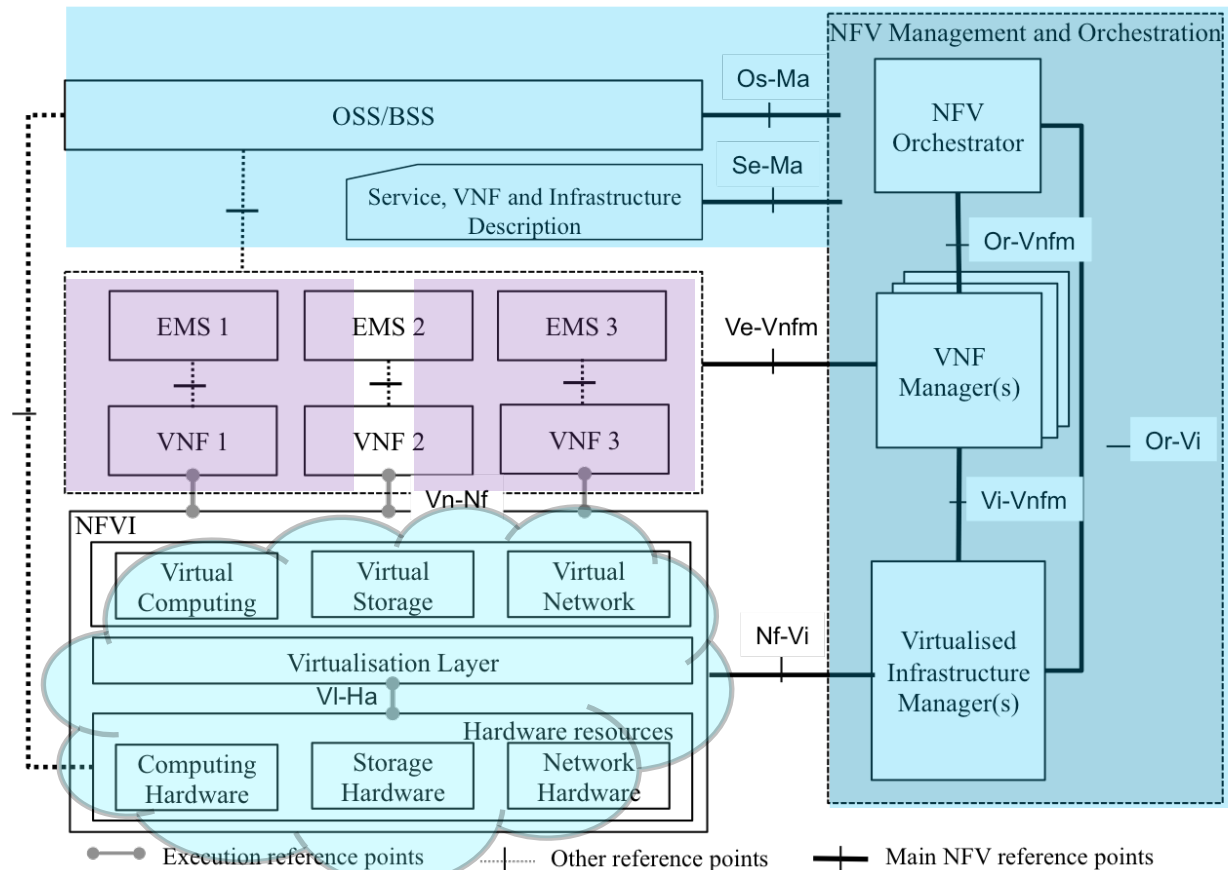 NFV Management and Orchestration
Os-Ma
OSS/BSS
NFV
Orchestrator
Se-Ma
Service, VNF and Infrastructure
Description
Or-Vnfm
EMS 1
EMS 2
EMS 3
Ve-Vnfm
VNF
Manager(s)
VNF 1
VNF 2
VNF 3
Or-Vi
Vn-Nf
Vi-Vnfm
NFVI
Virtual
Computing
Virtual
Storage
Virtual
Network
Nf-Vi
Virtualisation Layer
Virtualised
Infrastructure
Manager(s)
Vl-Ha
Hardware resources
Computing
Hardware
Storage
Hardware
Network
Hardware
Execution reference points
Other reference points
Main NFV reference points